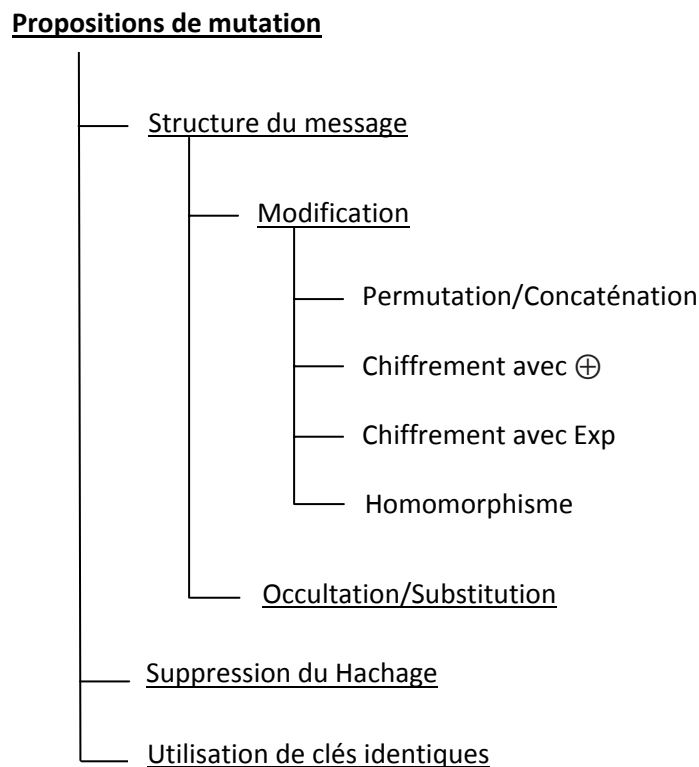 Propositions de mutation
Structure du message
Modification
Permutation/Concaténation
Chiffrement avec ⊕
Chiffrement avec Exp
Homomorphisme
Occultation/Substitution
Suppression du Hachage
Utilisation de clés identiques